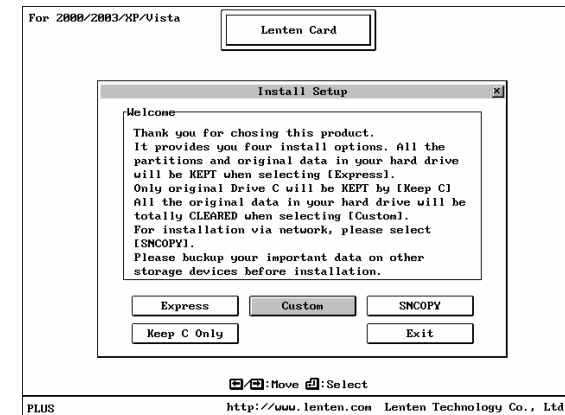 For 2000/2003/XP/Vista
Lenten Card
Install Setup
Welcome
Thank you for chosing this product.
It provides you four install options. All the
partitions and original data in your hard drive
will be KEPT when selecting [Express].
Only original Drive C will be KEPT by [Keep C]
All the original data in your hard drive will be
totally CLEARED when selecting [Custom].
For installation via network, please select
[SNCOPY].
Please buckup your important data on other
storage devices before installation.
Express Custom SNCOPY
Keep C Only Exit
:Move :Select
PLUS http://www.lenten.com Lenten Technology Co., Ltd